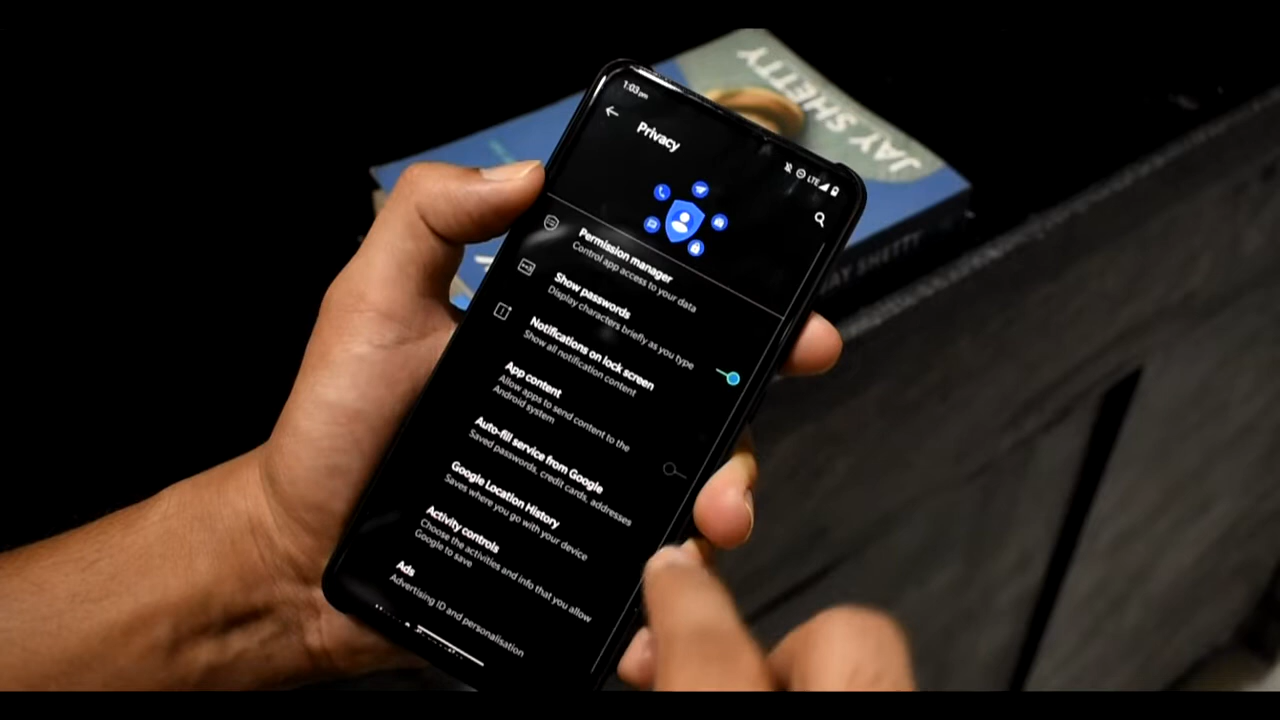 JAY SHETTY
JAY SHETTY
1:03pm
LTE
Privacy
Permission manager
Control app access to your data
Show passwords
Display characters briefly as you type
Notifications on lock screen
Show all notification content
App content
Allow apps to send content to the
Android system
Auto-fill service from Google
Saved passwords, credit cards, addresses
Google Location History
Saves where you go with your device
Activity controls
Choose the activities and info that you allow
Google to save
Ads
Advertising ID and personalisation